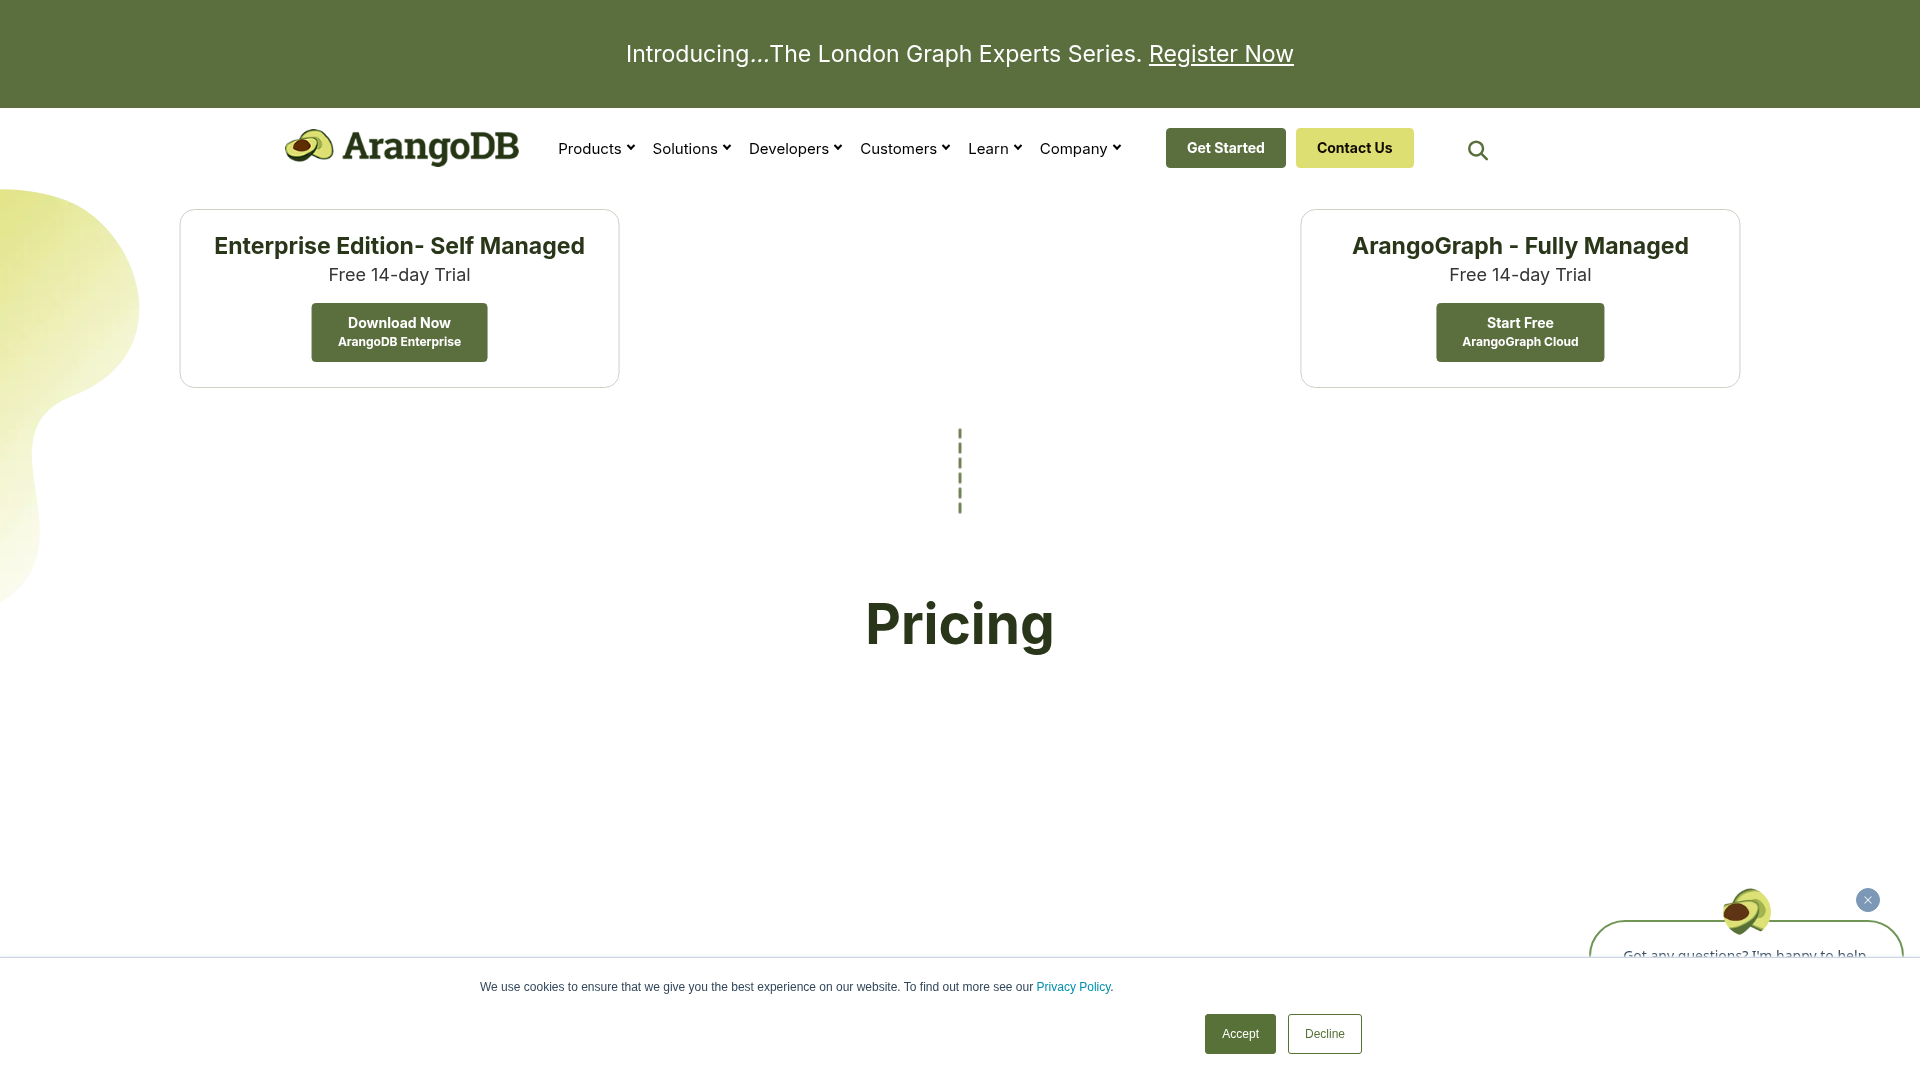 Introducing...The London Graph Experts Series. Register Now
ArangoDB
Products
Solutions
Developers
Customers
Learn
Company
Get Started
Contact Us
Enterprise Edition- Self Managed
Free 14-day Trial
Download Now
ArangoDB Enterprise
ArangoGraph - Fully Managed
Free 14-day Trial
Start Free
ArangoGraph Cloud
Pricing
Got any questions? I'm happy to help
We use cookies to ensure that we give you the best experience on our website. To find out more see our Privacy Policy.
Accept
Decline